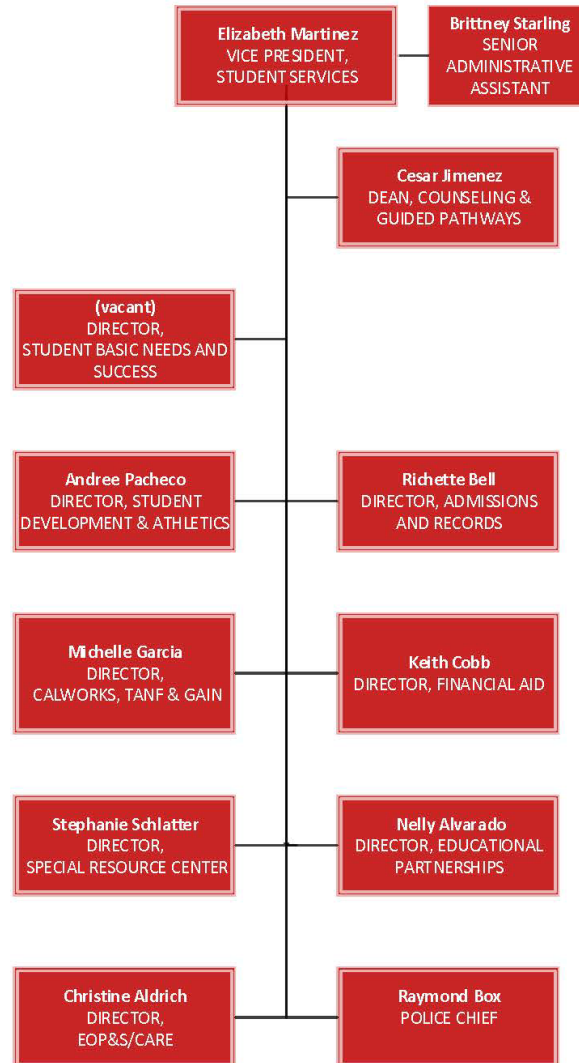 Elizabeth Martinez
VICE PRESIDENT,
STUDENT SERVICES
Brittney Starling
SENIOR
ADMINISTRATIVE
ASSISTANT
Cesar Jimenez
DEAN, COUNSELING &
GUIDED PATHWAYS
(vacant)
DIRECTOR,
STUDENT BASIC NEEDS AND
SUCCESS
Andree Pacheco
DIRECTOR, STUDENT
DEVELOPMENT & ATHLETICS
Richette Bell
DIRECTOR, ADMISSIONS
AND RECORDS
Michelle Garcia
DIRECTOR,
CALWORKS, TANF & GAIN
Keith Cobb
DIRECTOR, FINANCIAL AID
Stephanie Schlatter
DIRECTOR,
SPECIAL RESOURCE CENTER
Nelly Alvarado
DIRECTOR, EDUCATIONAL
PARTNERSHIPS
Christine Aldrich
DIRECTOR,
EOP&S/CARE
Raymond Box
POLICE CHIEF